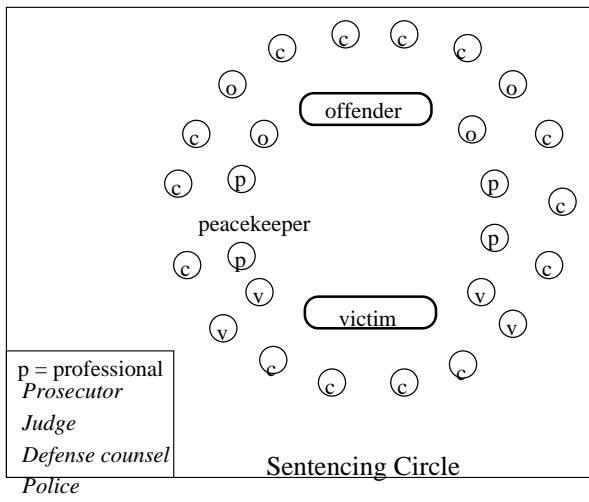 c c c c
o o
offender
c o o c
c p p c
peacekeeper
p p
c c
v v
v victim v
c c
c c
p = professional
Prosecutor
Judge
Defense counsel
Police
Sentencing Circle